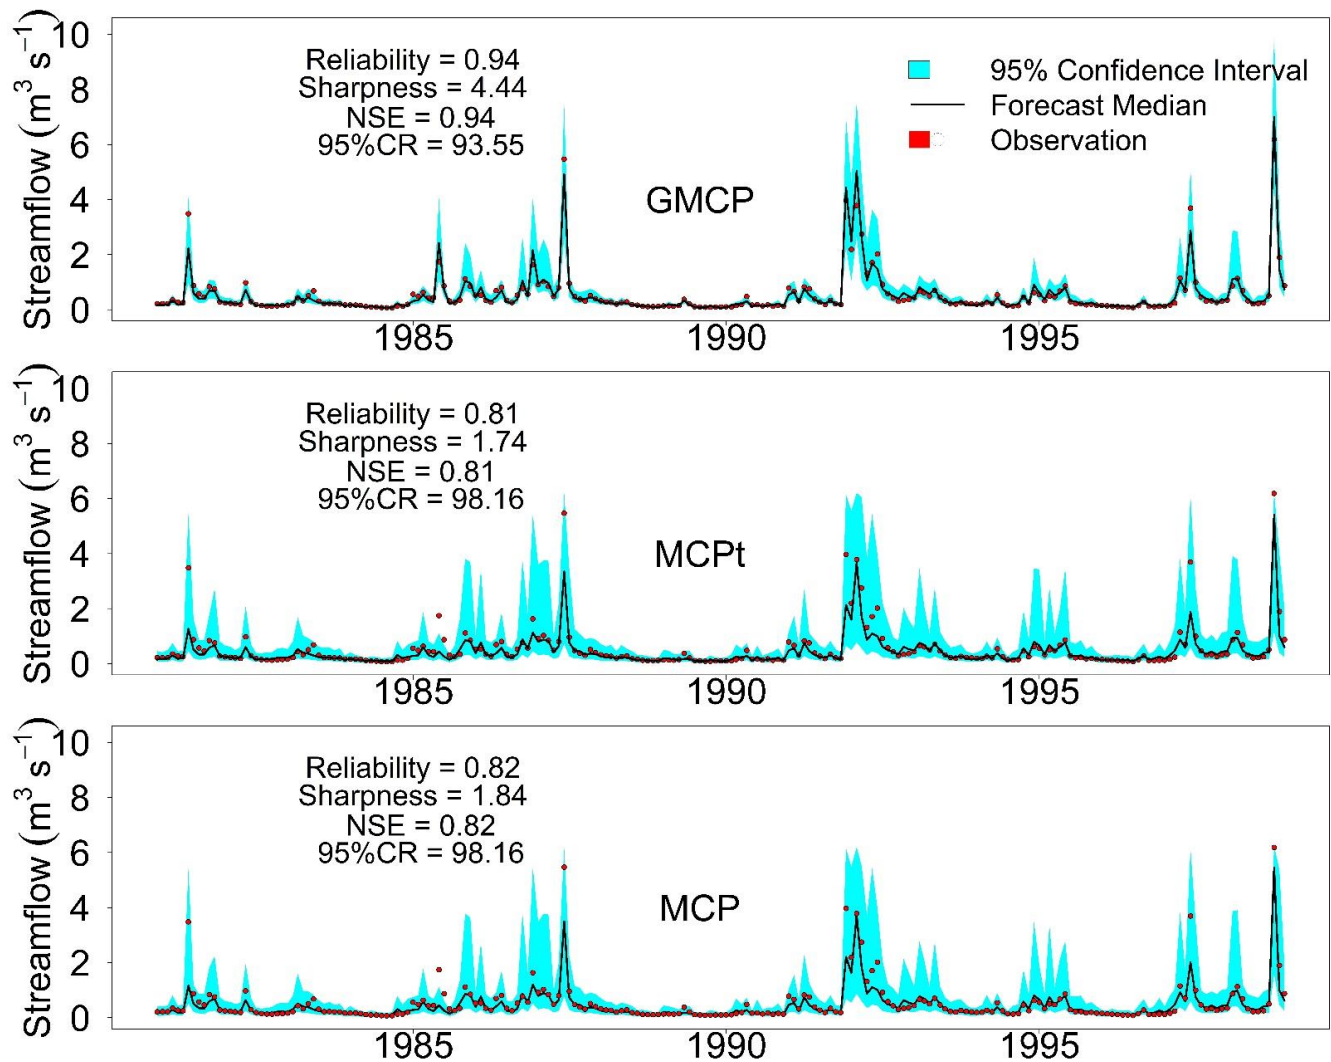 Streamflow (m³ s⁻¹)
10
8
6
4
2
0
Reliability = 0.94
Sharpness = 4.44
NSE = 0.94
95%CR = 93.55
GMCP
95% Confidence Interval
Forecast Median
Observation
1985
1990
1995
Streamflow (m³ s⁻¹)
10
8
6
4
2
0
Reliability = 0.81
Sharpness = 1.74
NSE = 0.81
95%CR = 98.16
MCPt
1985
1990
1995
Streamflow (m³ s⁻¹)
10
8
6
4
2
0
Reliability = 0.82
Sharpness = 1.84
NSE = 0.82
95%CR = 98.16
MCP
1985
1990
1995